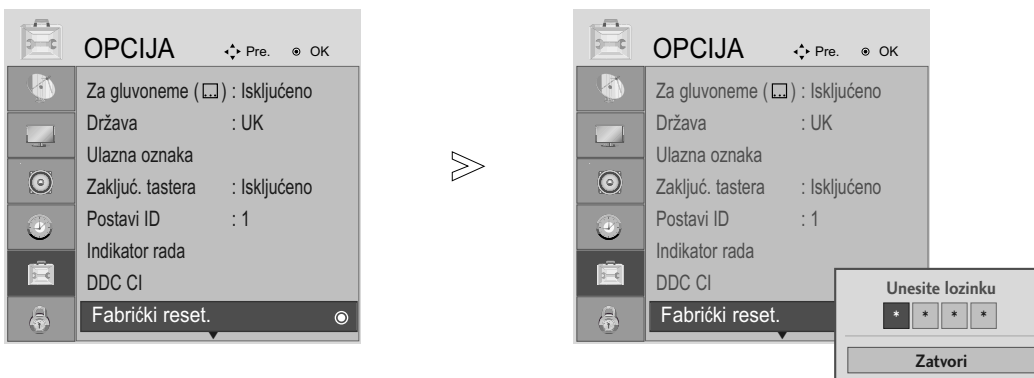 OPCIJA Pre. OK
Za gluvoneme ( ) : Isključeno
Država : UK
Ulazna oznaka
Zaključ. tastera : Isključeno
Postavi ID : 1
Indikator rada
DDC CI
Fabrićki reset.
OPCIJA Pre. OK
Za gluvoneme ( ) : Isključeno
Država : UK
Ulazna oznaka
Zaključ. tastera : Isključeno
Postavi ID : 1
Indikator rada
DDC CI
Fabrićki reset.
Unesite lozinku
* * * *
Zatvori